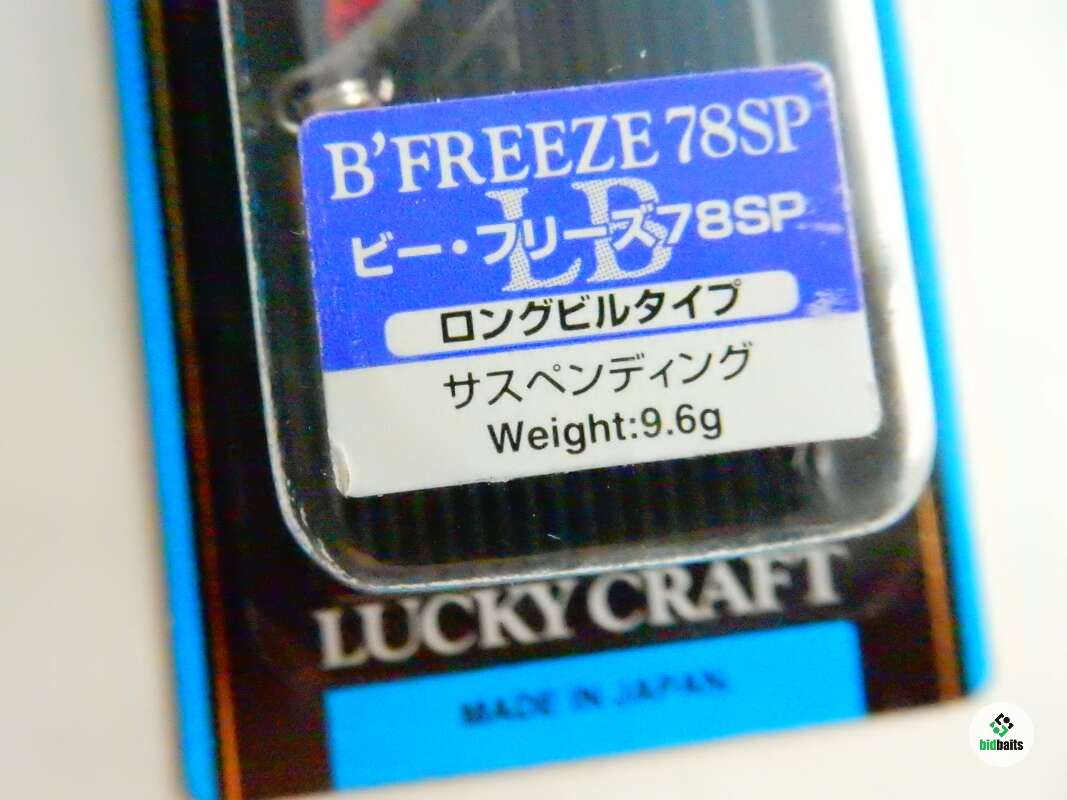 B'FREEZE 78SP
LB
ビー・フリーズ78SP
ロングビルタイプ
サスペンディング
Weight:9.6g
LUCKY CRAFT
MADE IN JAPAN
bidbaits